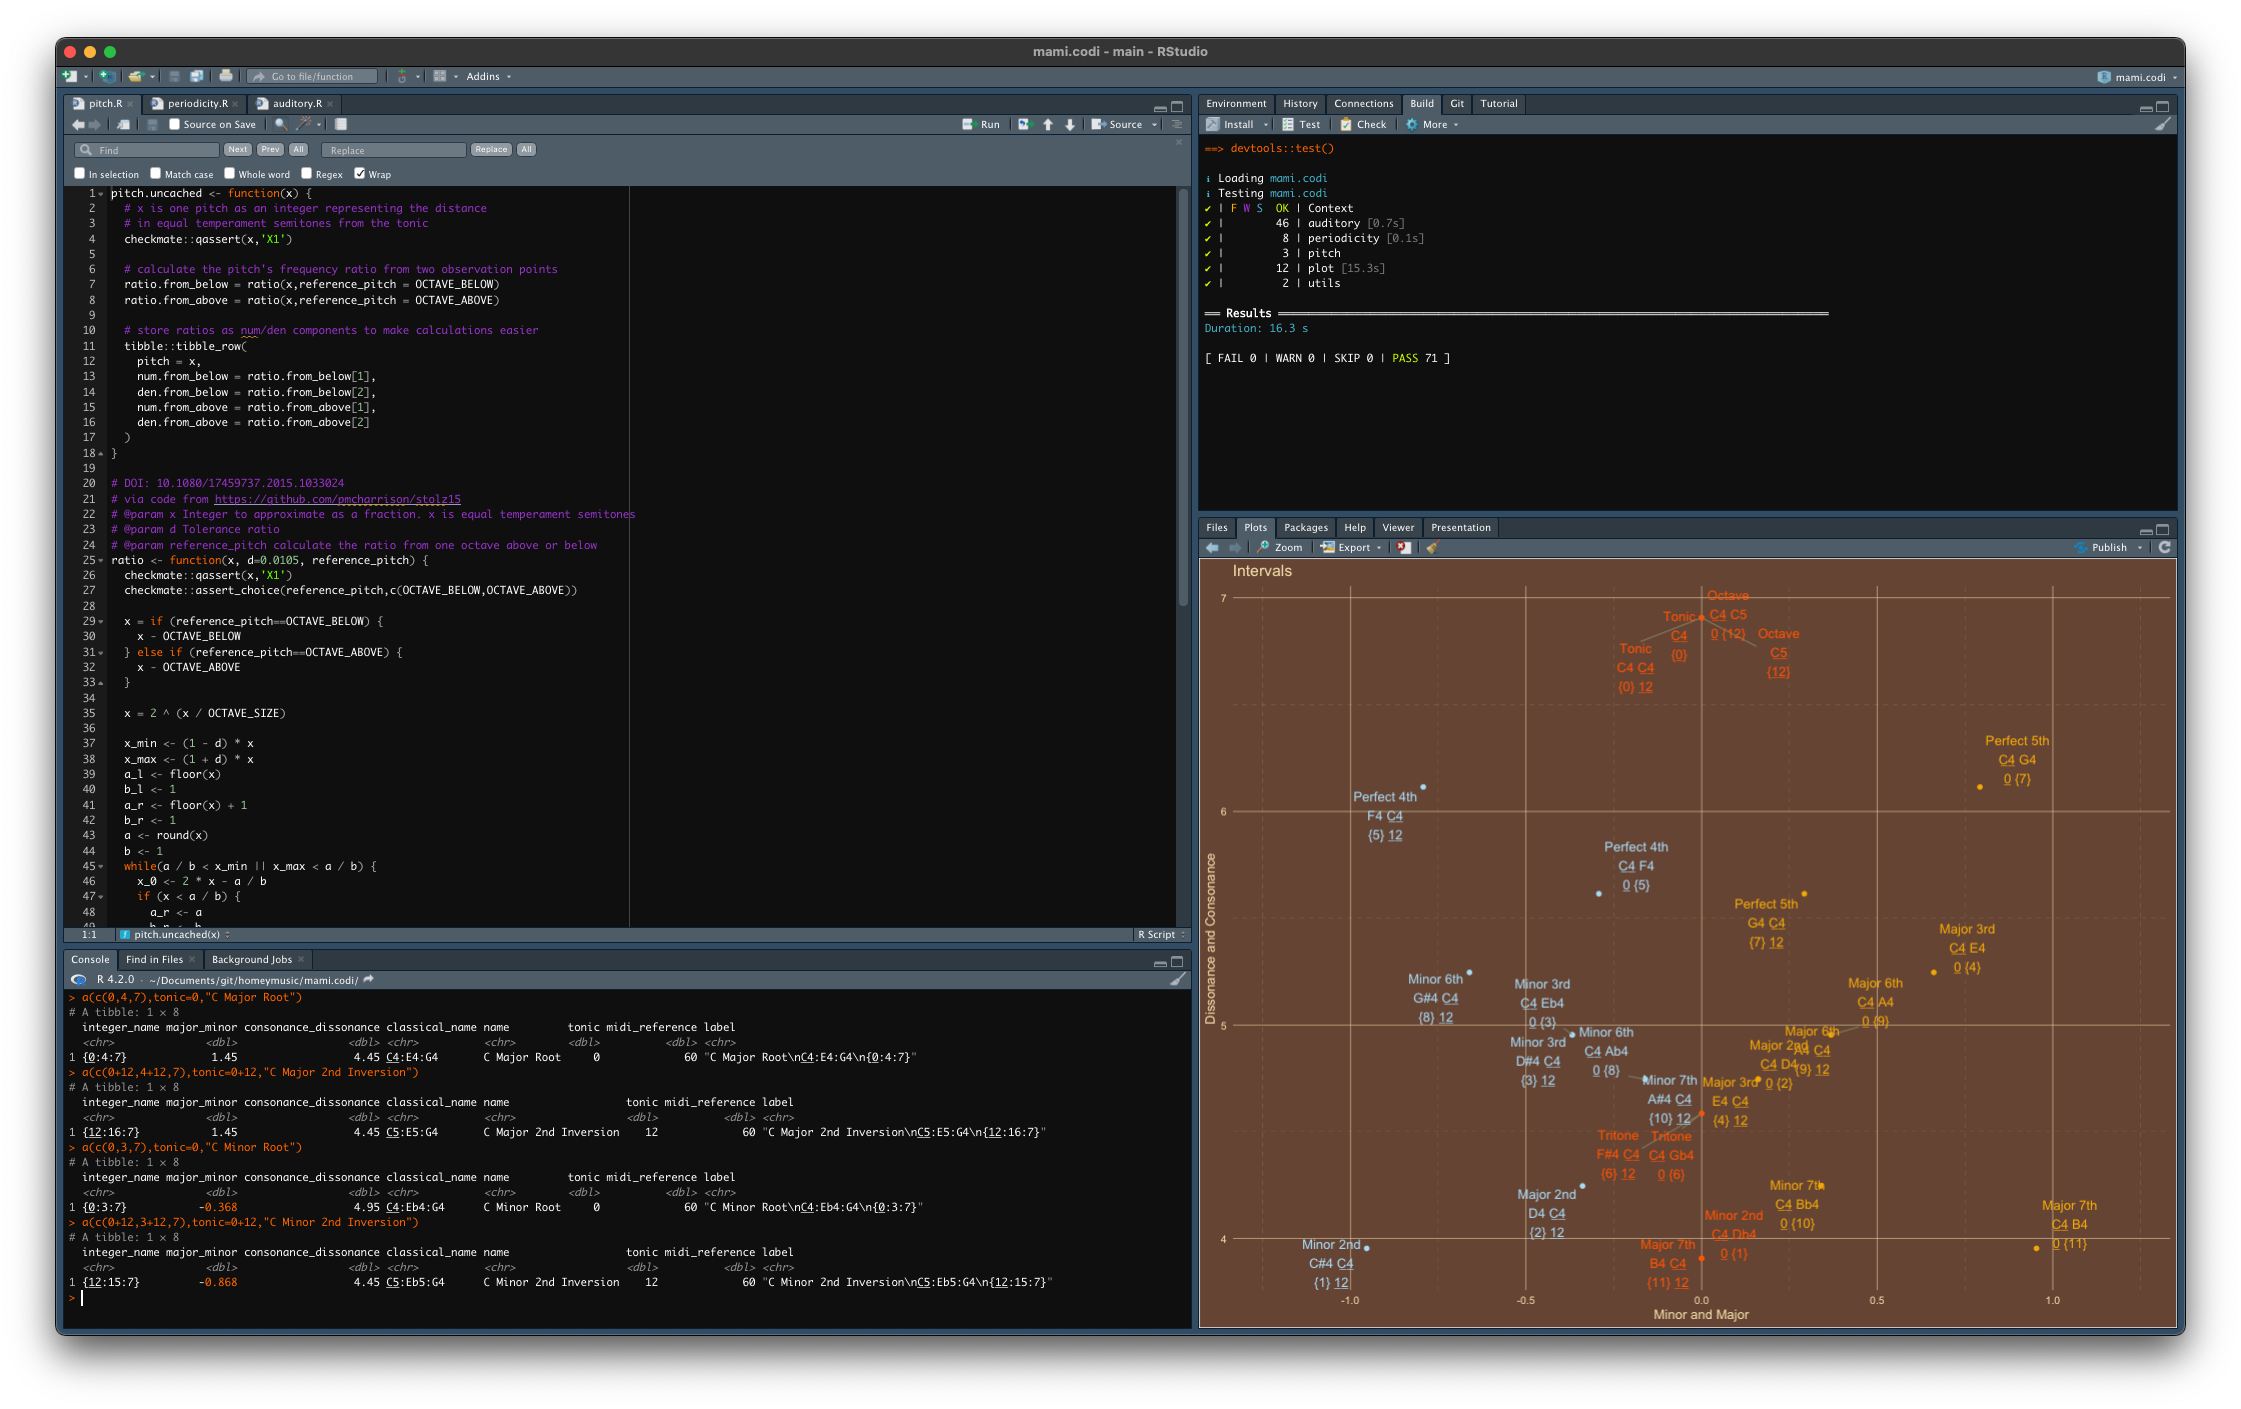 mami.codi - main - RStudio
Go to file/function
Addins
mami.codi
pitch.R
periodicity.R
auditory.R
Source on Save
Run
Source
Find
Next
Prev
All
Replace
Replace
All
In selection
Match case
Whole word
Regex
Wrap
1 pitch.uncached <- function(x) {
2 # x is one pitch as an integer representing the distance
3 # in equal temperament semitones from the tonic
4 checkmate::qassert(x,'X1')
5
6 # calculate the pitch's frequency ratio from two observation points
7 ratio.from_below = ratio(x,reference_pitch = OCTAVE_BELOW)
8 ratio.from_above = ratio(x,reference_pitch = OCTAVE_ABOVE)
9
10 # store ratios as num/den components to make calculations easier
11 tibble::tibble_row(
12 pitch = x,
13 num.from_below = ratio.from_below[1],
14 den.from_below = ratio.from_below[2],
15 num.from_above = ratio.from_above[1],
16 den.from_above = ratio.from_above[2]
17 )
18 }
19
20 # DOI: 10.1080/17459737.2015.1033024
21 # via code from https://github.com/pmcharrison/stolz15
22 # @param x Integer to approximate as a fraction. x is equal temperament semitones
23 # @param d Tolerance ratio
24 # @param reference_pitch calculate the ratio from one octave above or below
25 ratio <- function(x, d=0.0105, reference_pitch) {
26 checkmate::qassert(x,'X1')
27 checkmate::assert_choice(reference_pitch,c(OCTAVE_BELOW,OCTAVE_ABOVE))
28
29 x = if (reference_pitch==OCTAVE_BELOW) {
30 x - OCTAVE_BELOW
31 } else if (reference_pitch==OCTAVE_ABOVE) {
32 x - OCTAVE_ABOVE
33 }
34
35 x = 2 ^ (x / OCTAVE_SIZE)
36
37 x_min <- (1 - d) * x
38 x_max <- (1 + d) * x
39 a_l <- floor(x)
40 b_l <- 1
41 a_r <- floor(x) + 1
42 b_r <- 1
43 a <- round(x)
44 b <- 1
45 while(a / b < x_min || x_max < a / b) {
46 x_0 <- 2 * x - a / b
47 if (x < a / b) {
48 a_r <- a
1:1 pitch.uncached(x)
R Script
Console
Find in Files
Background Jobs
R 4.2.0 · ~/Documents/git/homeymusic/mami.codi/
> a(c(0,4,7),tonic=0,"C Major Root")
# A tibble: 1 × 8
integer_name major_minor consonance_dissonance classical_name name tonic midi_reference label
<chr> <dbl> <dbl> <chr> <chr> <dbl> <dbl> <chr>
1 {0:4:7} 1.45 4.45 C4:E4:G4 C Major Root 0 60 "C Major Root\nC4:E4:G4\n{0:4:7}"
> a(c(0+12,4+12,7),tonic=0+12,"C Major 2nd Inversion")
# A tibble: 1 × 8
integer_name major_minor consonance_dissonance classical_name name tonic midi_reference label
<chr> <dbl> <dbl> <chr> <chr> <dbl> <dbl> <chr>
1 {12:16:7} 1.45 4.45 C5:E5:G4 C Major 2nd Inversion 12 60 "C Major 2nd Inversion\nC5:E5:G4\n{12:16:7}"
> a(c(0,3,7),tonic=0,"C Minor Root")
# A tibble: 1 × 8
integer_name major_minor consonance_dissonance classical_name name tonic midi_reference label
<chr> <dbl> <dbl> <chr> <chr> <dbl> <dbl> <chr>
1 {0:3:7} -0.368 4.95 C4:Eb4:G4 C Minor Root 0 60 "C Minor Root\nC4:Eb4:G4\n{0:3:7}"
> a(c(0+12,3+12,7),tonic=0+12,"C Minor 2nd Inversion")
# A tibble: 1 × 8
integer_name major_minor consonance_dissonance classical_name name tonic midi_reference label
<chr> <dbl> <dbl> <chr> <chr> <dbl> <dbl> <chr>
1 {12:15:7} -0.868 4.45 C5:Eb5:G4 C Minor 2nd Inversion 12 60 "C Minor 2nd Inversion\nC5:Eb5:G4\n{12:15:7}"
>
Environment
History
Connections
Build
Git
Tutorial
Install
Test
Check
More
==> devtools::test()
i Loading mami.codi
i Testing mami.codi
✔ | F W S OK | Context
✔ | 46 | auditory [0.7s]
✔ | 8 | periodicity [0.1s]
✔ | 3 | pitch
✔ | 12 | plot [15.3s]
✔ | 2 | utils
══ Results ══
Duration: 16.3 s
[ FAIL 0 | WARN 0 | SKIP 0 | PASS 71 ]
Files
Plots
Packages
Help
Viewer
Presentation
Zoom
Export
Publish
Intervals
7
6
5
4
Dissonance and Consonance
Octave
C4 C5
0 {12}
Tonic
C4
{0}
Octave
C5
{12}
Tonic
C4 C4
{0} 12
Perfect 5th
C4 G4
0 {7}
Perfect 4th
F4 C4
{5} 12
Perfect 4th
C4 F4
0 {5}
Perfect 5th
G4 C4
{7} 12
Major 3rd
C4 E4
0 {4}
Minor 6th
G#4 C4
{8} 12
Minor 3rd
C4 Eb4
0 {3}
Major 6th
C4 A4
0 {9}
Minor 3rd
D#4 C4
{3} 12
Minor 6th
C4 Ab4
0 {8}
Major 6th
A4 C4
{9} 12
Major 2nd
C4 D4
0 {2}
Minor 7th
A#4 C4
{10} 12
Major 3rd
E4 C4
{4} 12
Tritone
F#4 C4
{6} 12
Tritone
C4 Gb4
0 {6}
Major 2nd
D4 C4
{2} 12
Minor 7th
C4 Bb4
0 {10}
Major 7th
C4 B4
0 {11}
Minor 2nd
C4 Db4
0 {1}
Minor 2nd
C#4 C4
{1} 12
Major 7th
B4 C4
{11} 12
-1.0
-0.5
0.0
0.5
1.0
Minor and Major